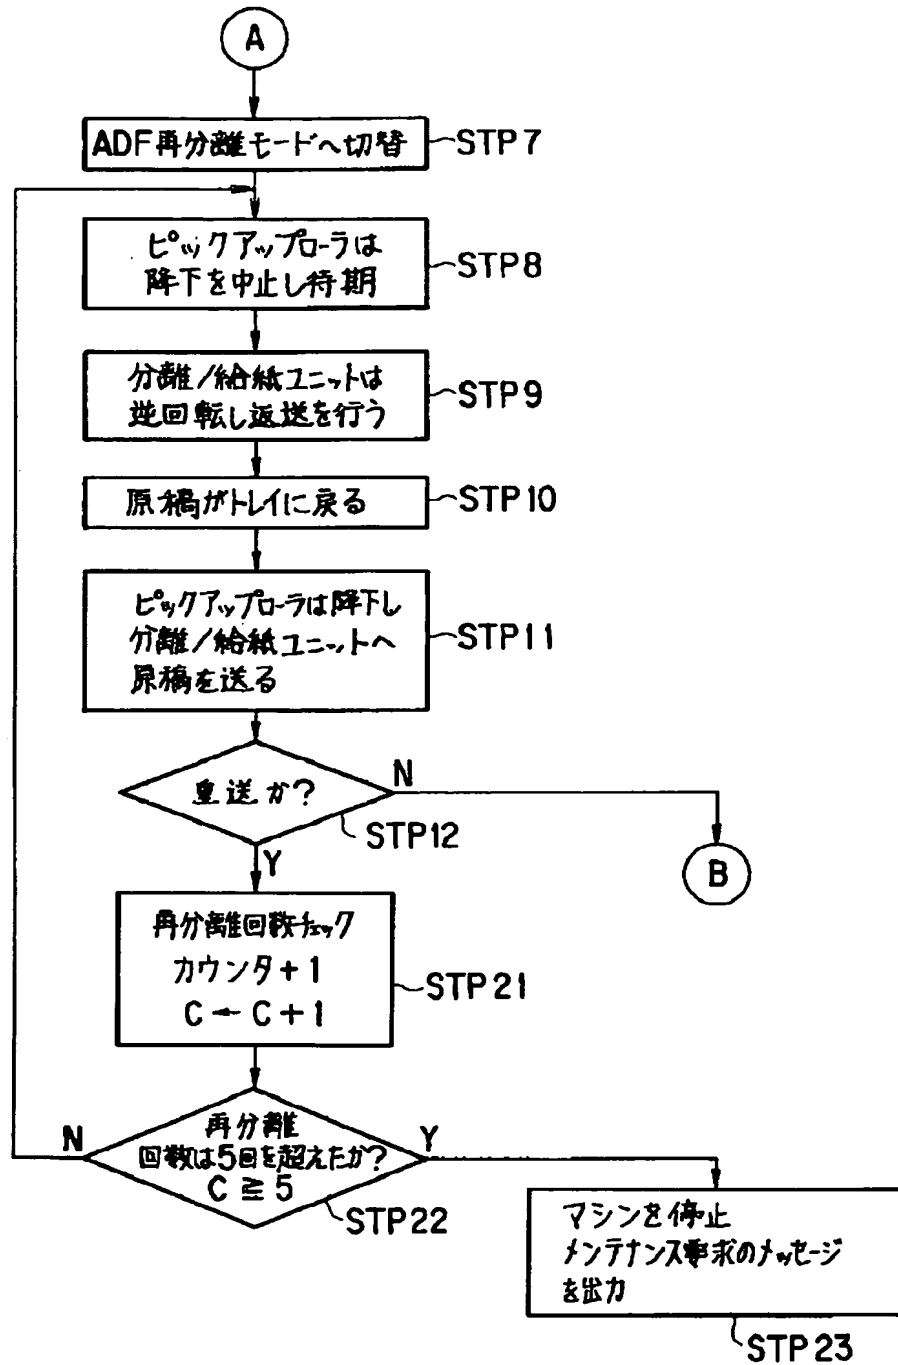 A
ADF再分離モードへ切替
STP7
ピックアップローラは
降下を中止し待期
STP8
分離/給紙ユニットは
逆回転し返送を行う
STP9
原稿がトレイに戻る
STP10
ピックアップローラは降下し
分離/給紙ユニットへ
原稿を送る
STP11
重送か?
N
STP12
Y
B
再分離回数チェック
カウンタ+1
C←C+1
STP21
再分離
回数は5回を超えたか?
C≧5
N
Y
STP22
マシンを停止
メンテナンス要求のメッセージ
を出力
STP23